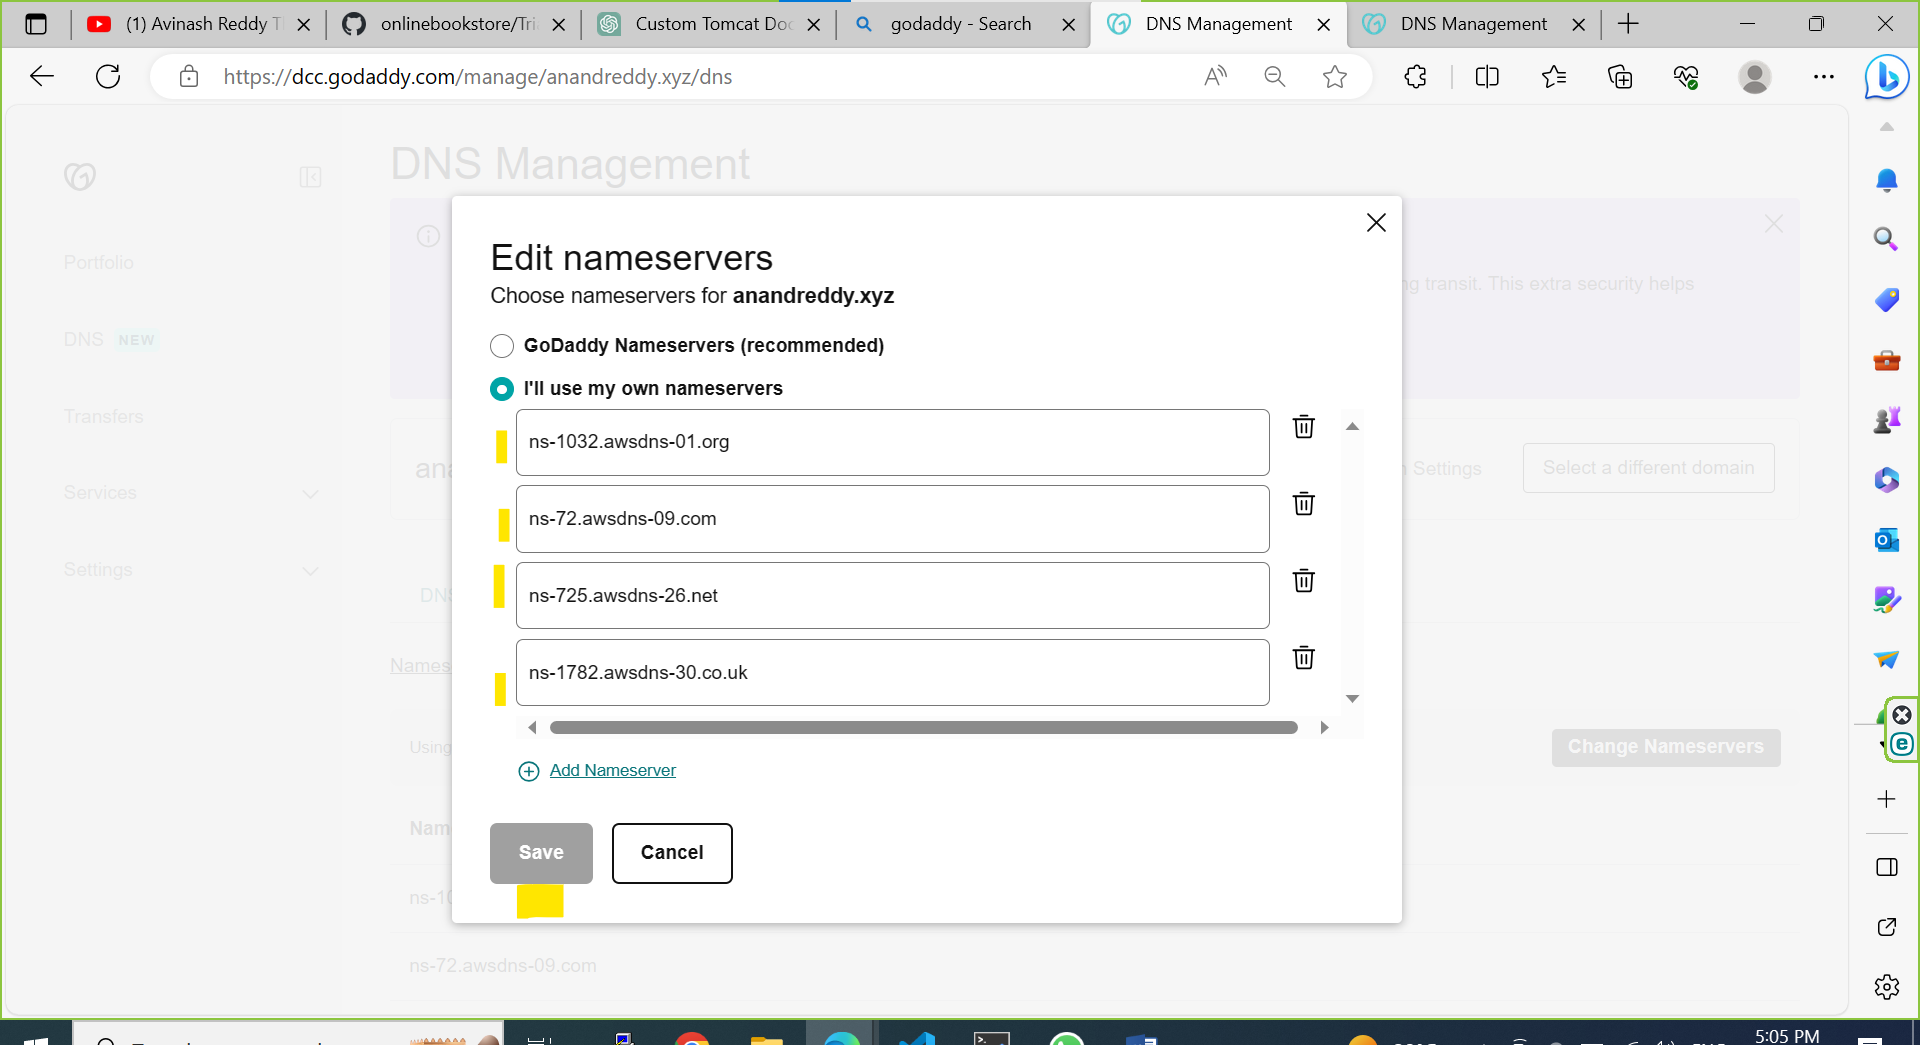 (1) Avinash Reddy T
onlinebookstore/Tri
Custom Tomcat Doc
godaddy - Search
DNS Management
DNS Management
https://dcc.godaddy.com/manage/anandreddy.xyz/dns
DNS Management
Portfolio
DNS NEW
Transfers
Services
Settings
ng transit. This extra security helps
Edit nameservers
Choose nameservers for anandreddy.xyz
GoDaddy Nameservers (recommended)
I'll use my own nameservers
ns-1032.awsdns-01.org
ns-72.awsdns-09.com
ns-725.awsdns-26.net
ns-1782.awsdns-30.co.uk
Add Nameserver
Save
Cancel
ana
Settings
Select a different domain
DNS
Names
Using
Change Nameservers
Nam
ns-10
ns-72.awsdns-09.com
5:05 PM